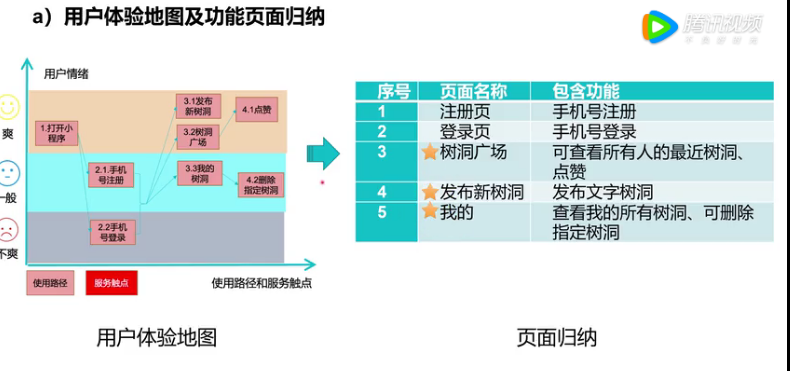 a）用户体验地图及功能页面归纳
腾讯视频
不负好时光
用户情绪
爽
一般
不爽
1.打开小
程序
2.1.手机
号注册
2.2手机
号登录
3.1发布
新树洞
3.2树洞
广场
3.3我的
树洞
4.1点赞
4.2删除
指定树洞
使用路径
服务触点
使用路径和服务触点
用户体验地图
序号 页面名称 包含功能
1 注册页 手机号注册
2 登录页 手机号登录
3 树洞广场 可查看所有人的最近树洞、
点赞
4 发布新树洞 发布文字树洞
5 我的 查看我的所有树洞、可删除
指定树洞
页面归纳